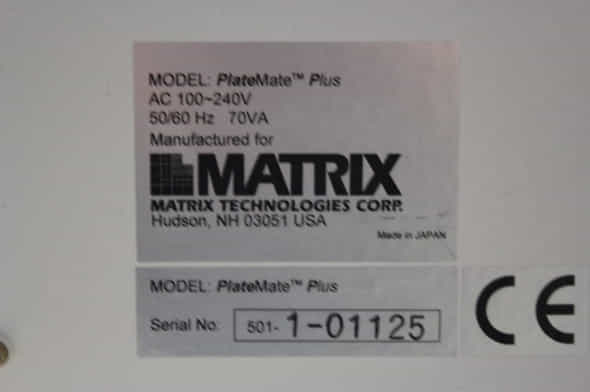 MODEL: PlateMate™ Plus
AC 100~240V
50/60 Hz 70VA
Manufactured for
MATRIX
MATRIX TECHNOLOGIES CORP.
Hudson, NH 03051 USA
Made in JAPAN
MODEL: PlateMate™ Plus
Serial No: 501- 1-01125
CE